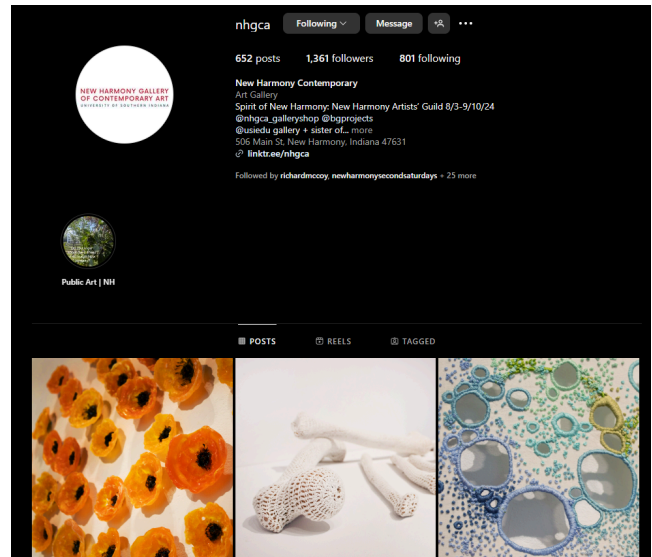 nhgca Following Message
652 posts 1,361 followers 801 following
NEW HARMONY GALLERY
OF CONTEMPORARY ART
UNIVERSITY OF SOUTHERN INDIANA
New Harmony Contemporary
Art Gallery
Spirit of New Harmony: New Harmony Artists' Guild 8/3-9/10/24
@nhgca_galleryshop @bgprojects
@usiedu gallery + sister of... more
506 Main St, New Harmony, Indiana 47631
linktr.ee/nhgca
Followed by richardmccoy, newharmonysecondsaturdays + 25 more
Public Art | NH
POSTS REELS TAGGED